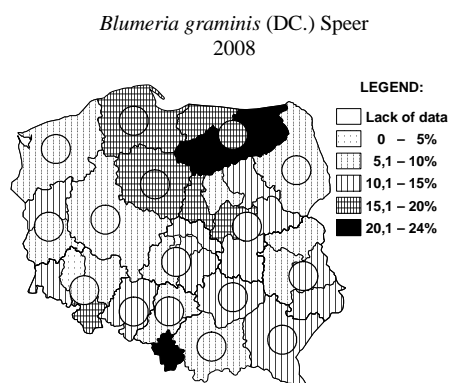 Blumeria graminis (DC.) Speer
2008
LEGEND:
Lack of data
0 – 5%
5,1 – 10%
10,1 – 15%
15,1 – 20%
20,1 – 24%